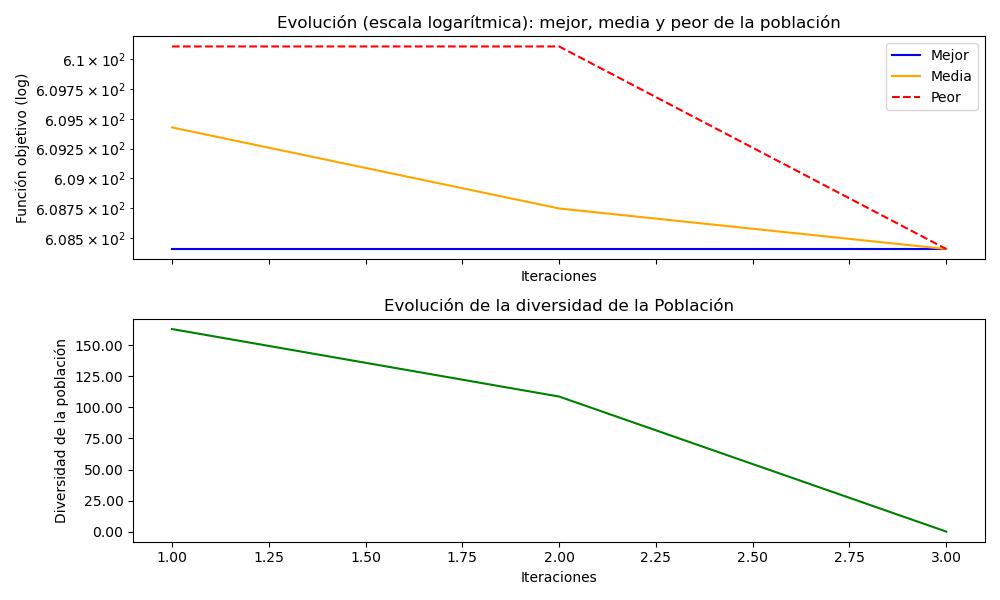 Evolución (escala logarítmica): mejor, media y peor de la población
Función objetivo (log)
6.1 × 10²
6.0975 × 10²
6.095 × 10²
6.0925 × 10²
6.09 × 10²
6.0875 × 10²
6.085 × 10²
Mejor
Media
Peor
Iteraciones
Evolución de la diversidad de la Población
Diversidad de la población
150.00
125.00
100.00
75.00
50.00
25.00
0.00
1.00 1.25 1.50 1.75 2.00 2.25 2.50 2.75 3.00
Iteraciones